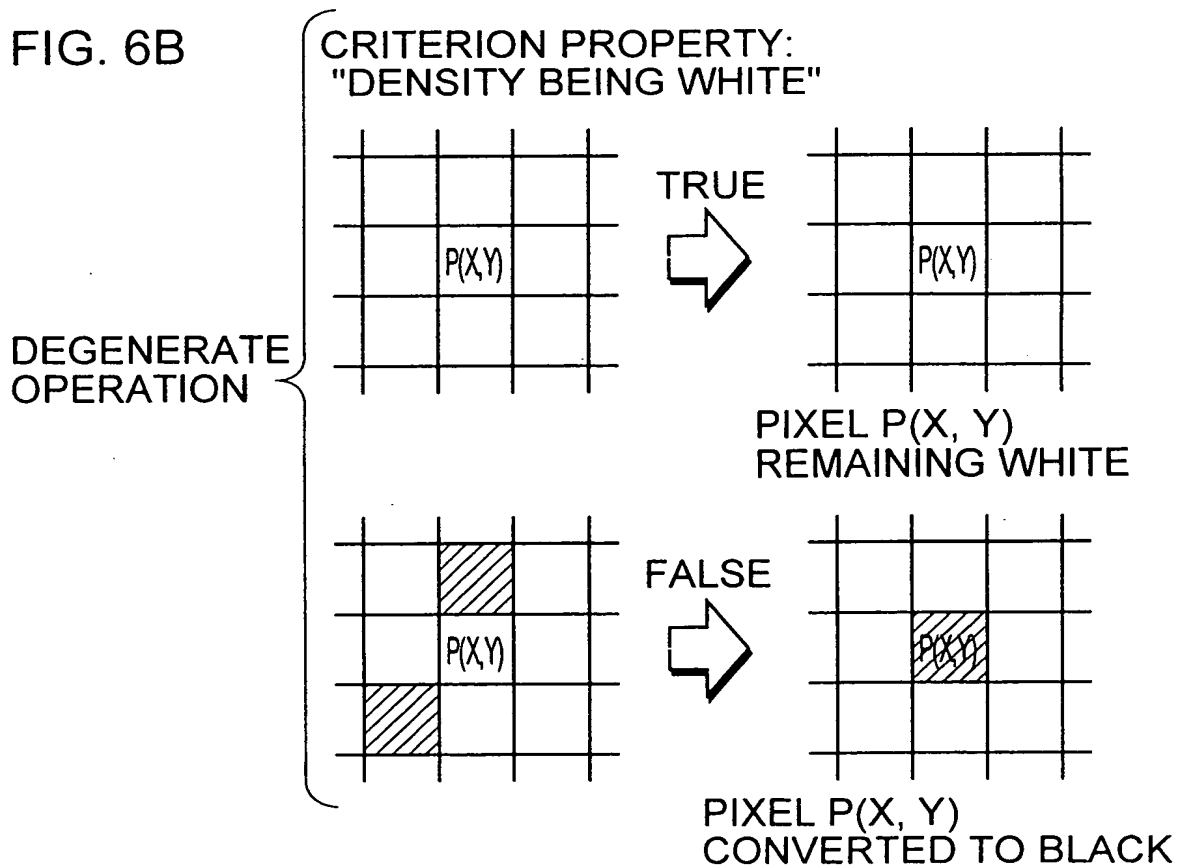 FIG. 6B
CRITERION PROPERTY:
"DENSITY BEING WHITE"
TRUE
P(X,Y)
P(X,Y)
DEGENERATE
OPERATION
PIXEL P(X, Y)
REMAINING WHITE
FALSE
P(X,Y)
P(X,Y)
PIXEL P(X, Y)
CONVERTED TO BLACK